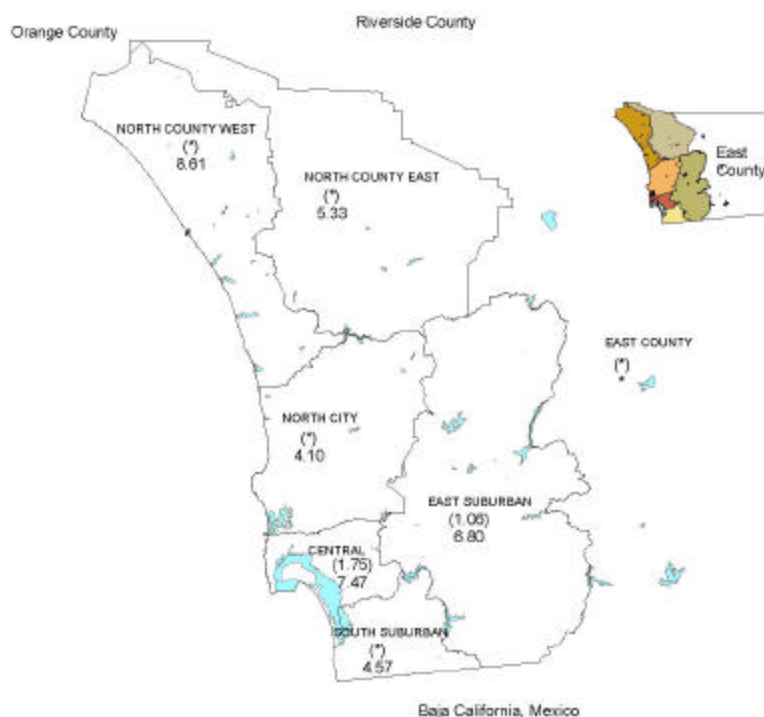 Riverside County
Orange County
NORTH COUNTY WEST
(*)
8.61
NORTH COUNTY EAST
(*)
5.33
East
County
EAST COUNTY
(*)
NORTH CITY
(*)
4.10
EAST SUBURBAN
(1.06)
6.80
CENTRAL
(1.75)
7.47
SOUTH SUBURBAN
(*)
4.57
Baja California, Mexico